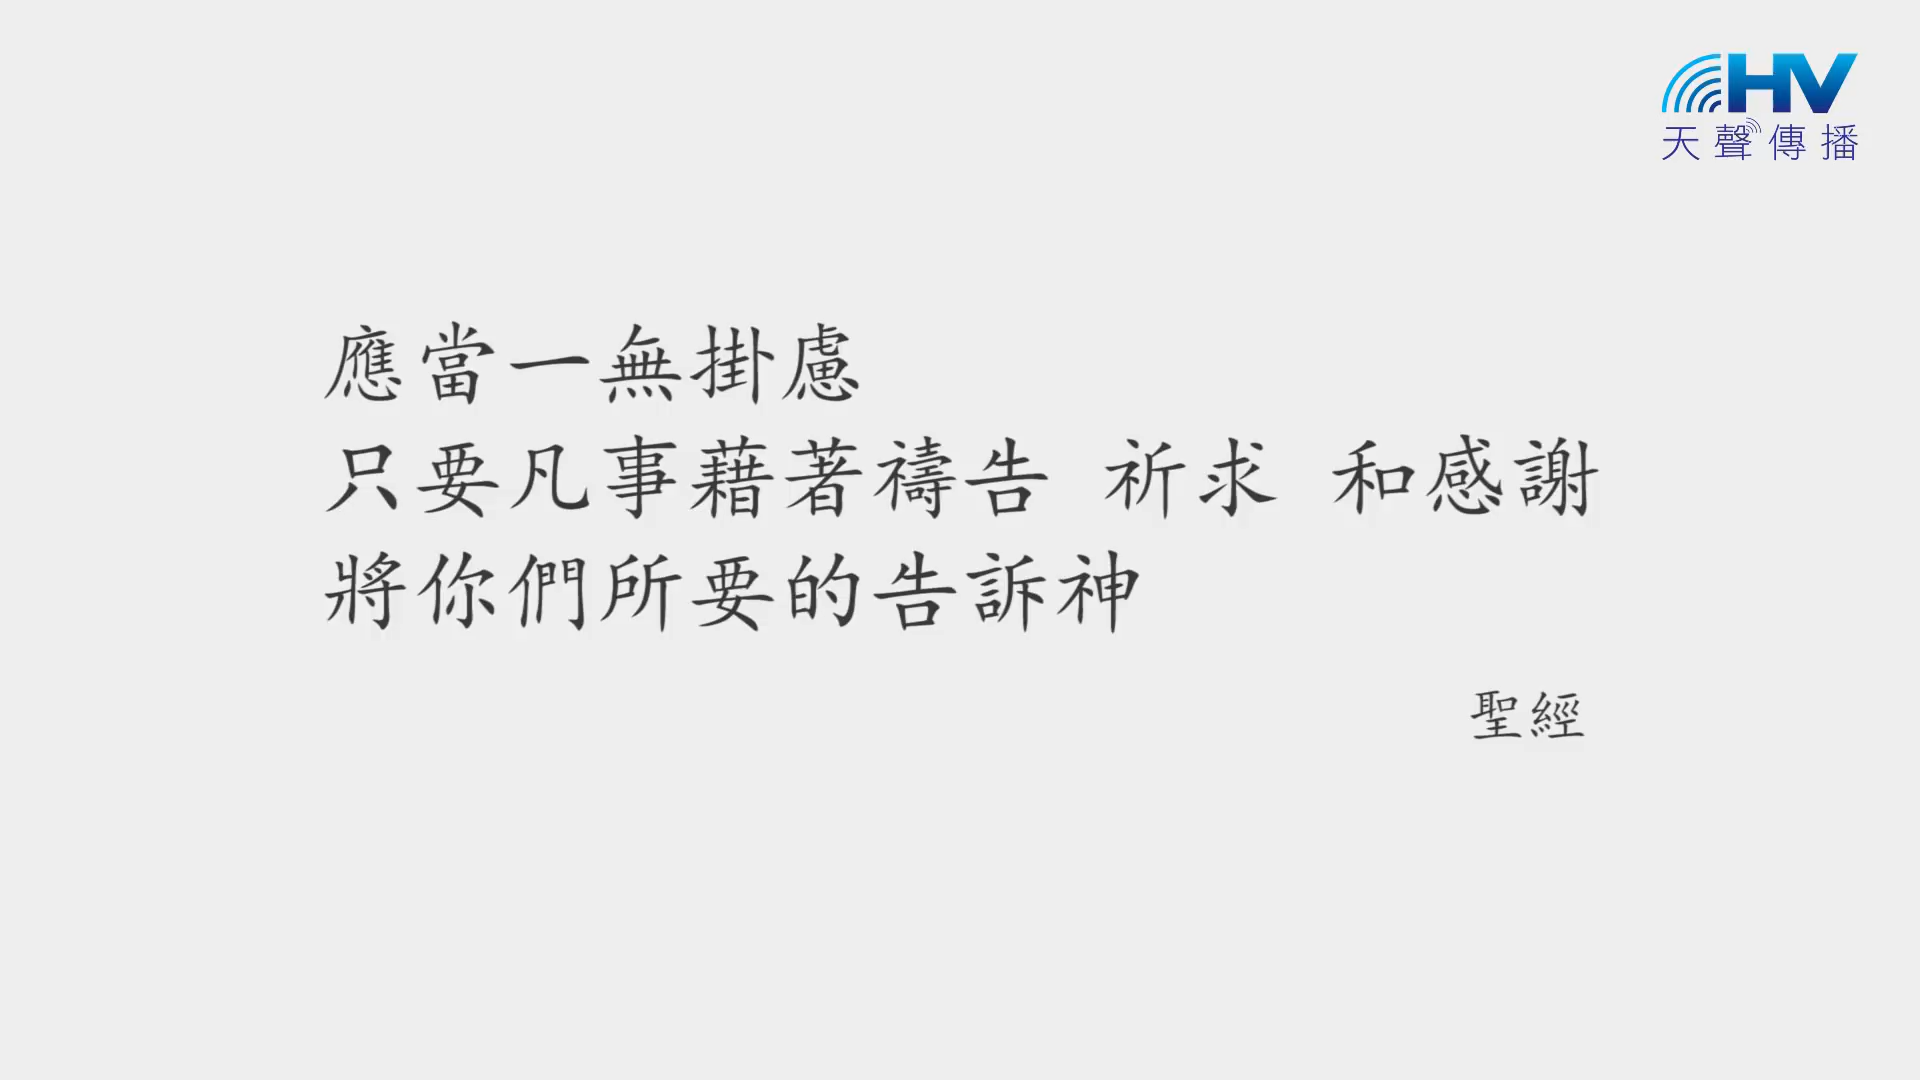 HV
天聲傳播
應當一無掛慮
只要凡事藉著禱告 祈求 和感謝
將你們所要的告訴神
聖經